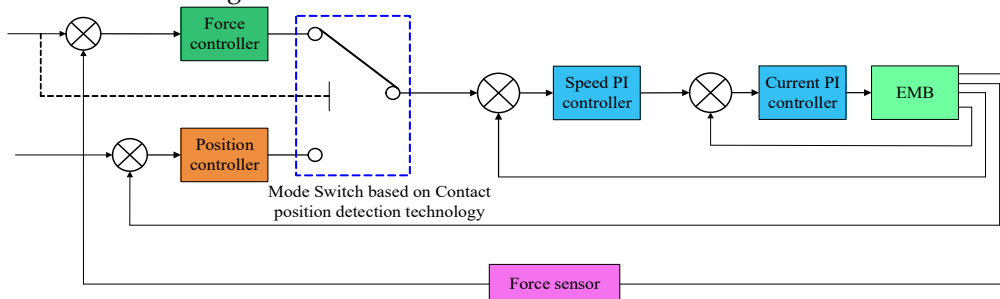 Force
controller
Speed PI
controller
Current PI
controller
EMB
Position
controller
Mode Switch based on Contact
position detection technology
Force sensor